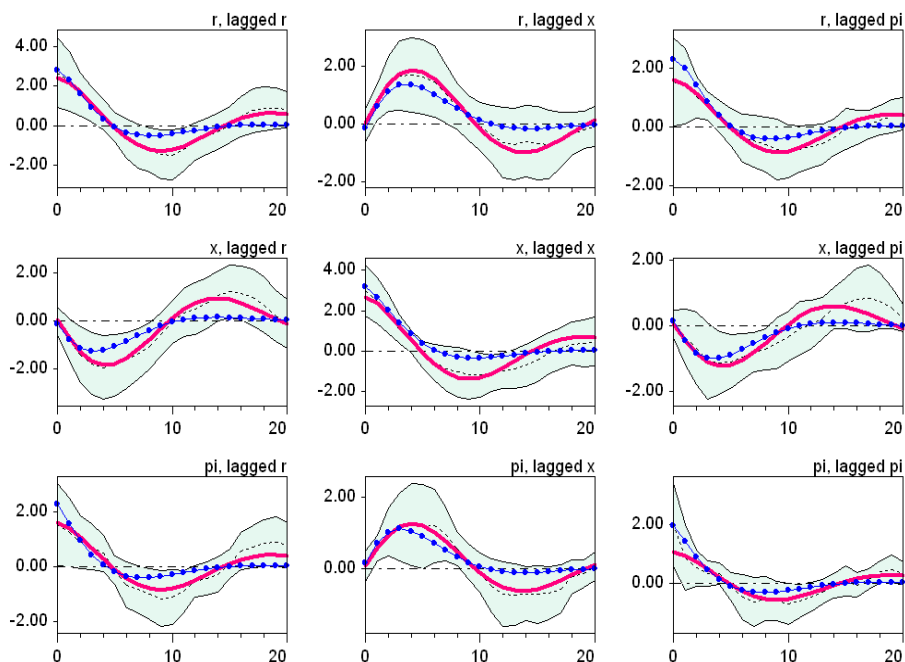 r, lagged r
4.00
2.00
0.00
-2.00
0 10 20
r, lagged x
2.00
0.00
-2.00
0 10 20
r, lagged pi
2.00
0.00
-2.00
0 10 20
x, lagged r
2.00
0.00
-2.00
0 10 20
x, lagged x
4.00
2.00
0.00
-2.00
0 10 20
x, lagged pi
2.00
0.00
-2.00
0 10 20
pi, lagged r
2.00
0.00
-2.00
0 10 20
pi, lagged x
2.00
0.00
0 10 20
pi, lagged pi
2.00
0.00
0 10 20